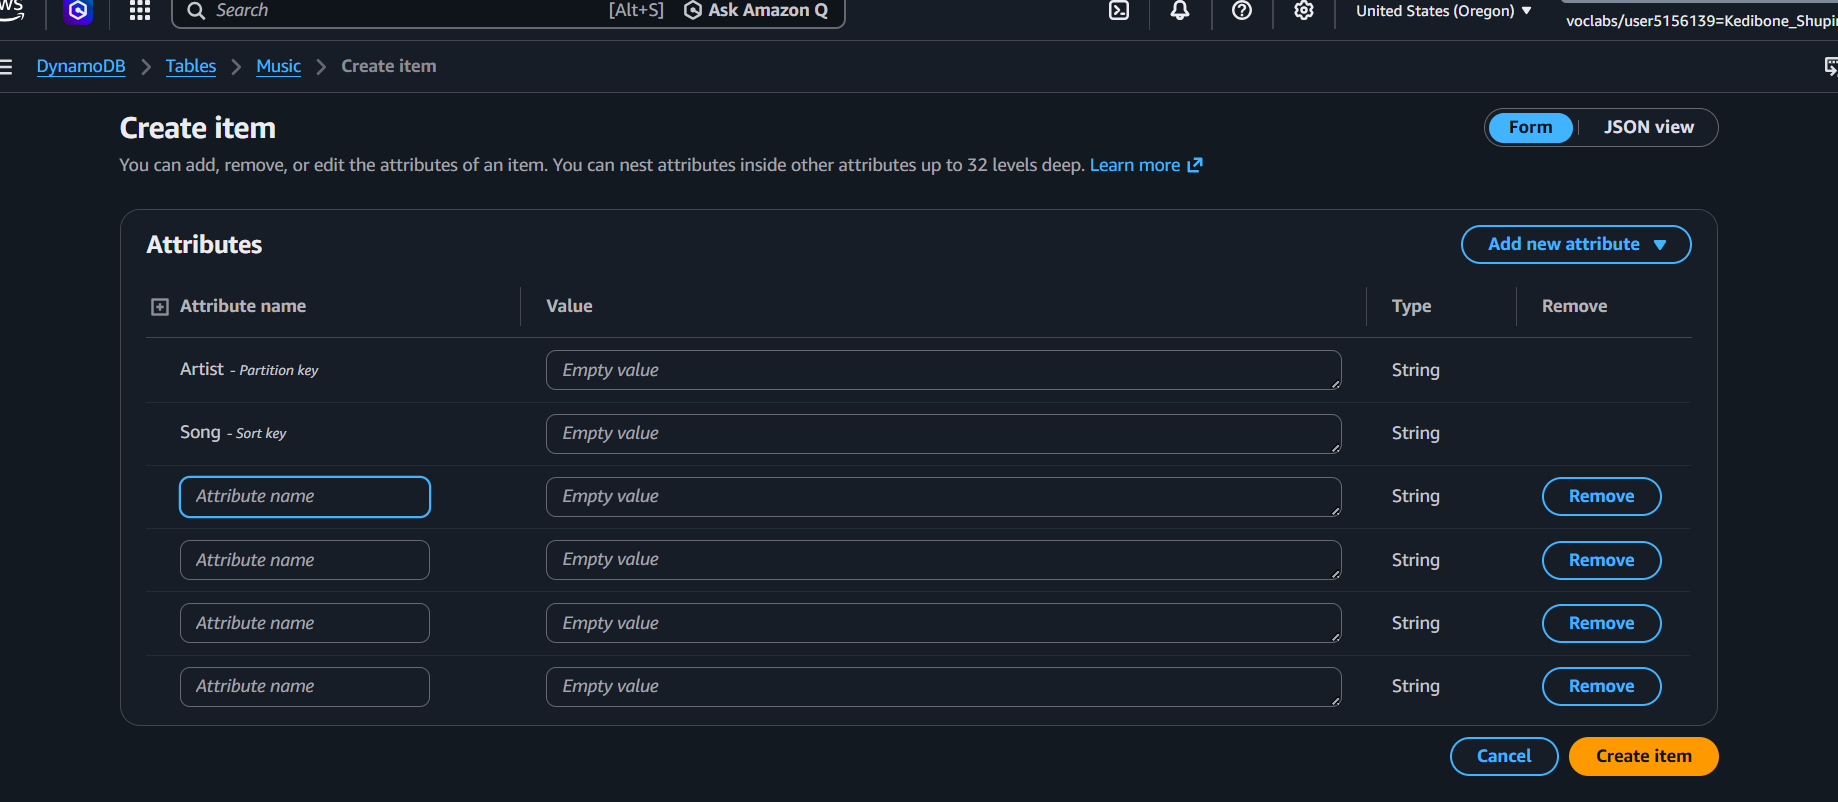 Search [Alt+S] Ask Amazon Q United States (Oregon)
DynamoDB Tables Music Create item
Create item
Form JSON view
You can add, remove, or edit the attributes of an item. You can nest attributes inside other attributes up to 32 levels deep. Learn more
Attributes
Add new attribute
Attribute name Value Type Remove
Artist - Partition key Empty value String
Song - Sort key Empty value String
Attribute name Empty value String Remove
Attribute name Empty value String Remove
Attribute name Empty value String Remove
Attribute name Empty value String Remove
Cancel Create item